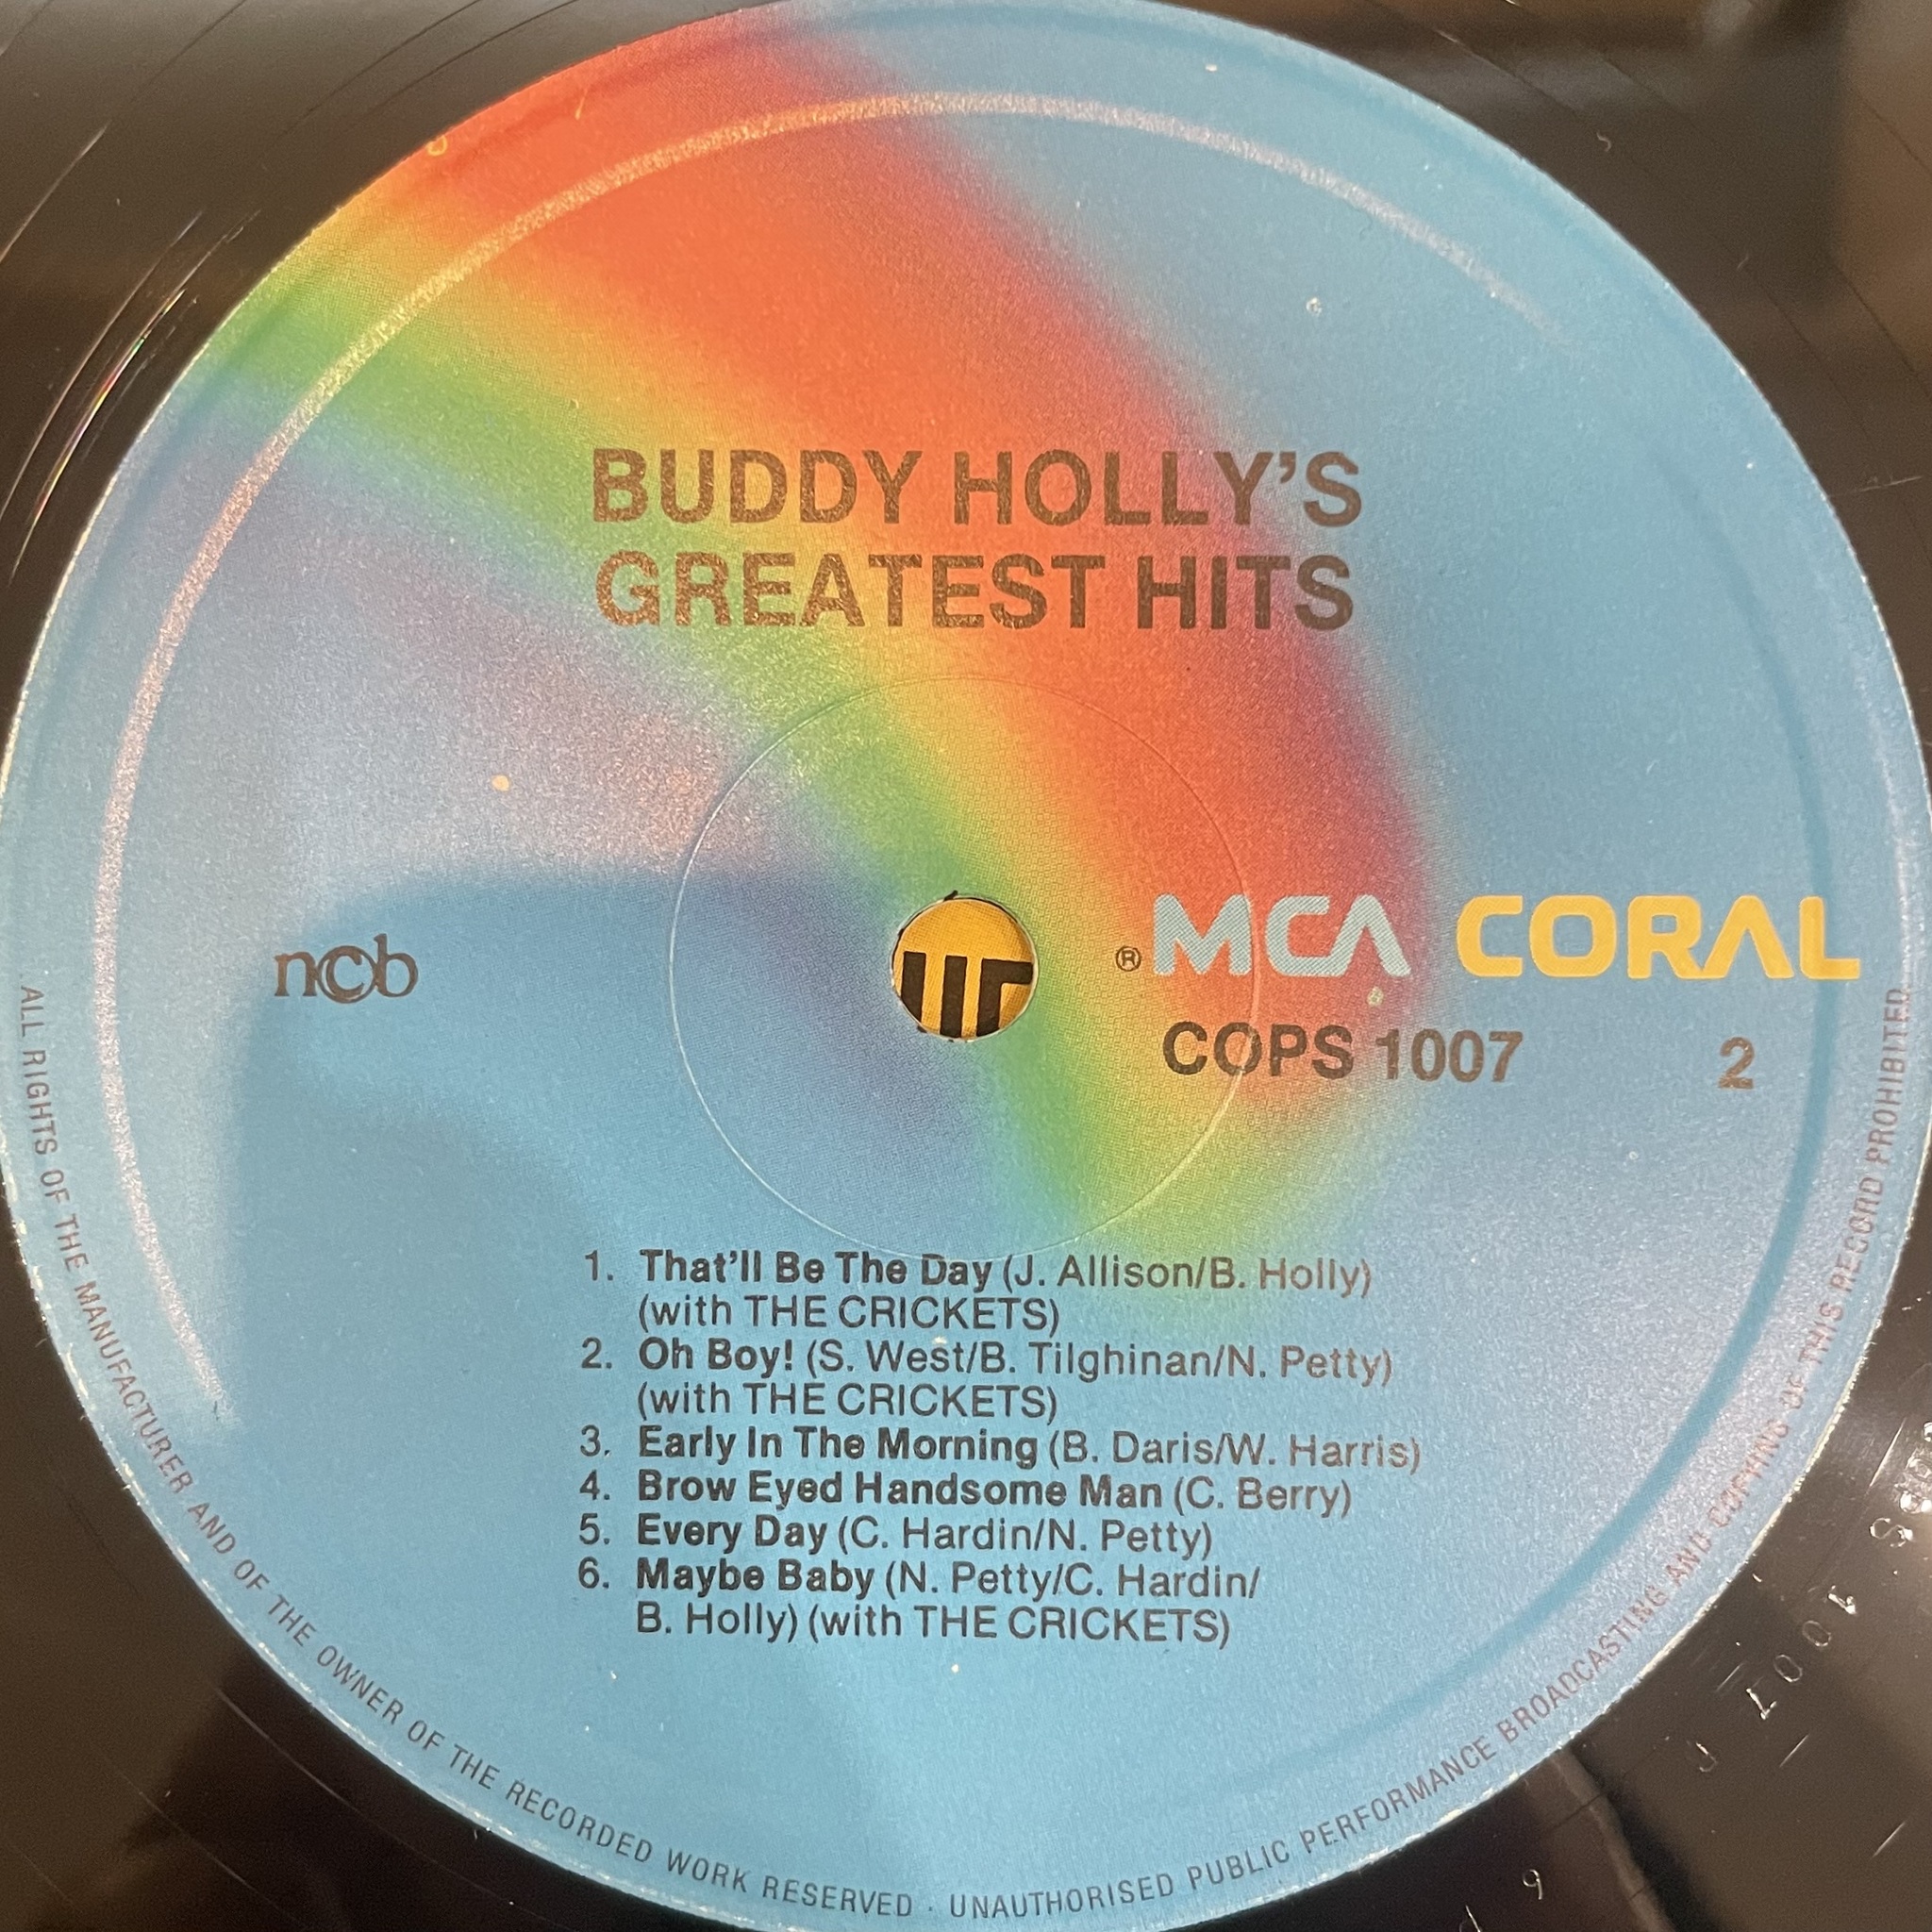 BUDDY HOLLY'S
GREATEST HITS
ncb
® MCA CORAL
COPS 1007 2
1. That'll Be The Day (J. Allison/B. Holly)
(with THE CRICKETS)
2. Oh Boy! (S. West/B. Tilghinan/N. Petty)
(with THE CRICKETS)
3. Early In The Morning (B. Daris/W. Harris)
4. Brow Eyed Handsome Man (C. Berry)
5. Every Day (C. Hardin/N. Petty)
6. Maybe Baby (N. Petty/C. Hardin/
B. Holly) (with THE CRICKETS)
ALL RIGHTS OF THE MANUFACTURER AND OF THE OWNER OF THE RECORDED WORK RESERVED · UNAUTHORISED PUBLIC PERFORMANCE BROADCASTING AND COPYING OF THIS RECORD PROHIBITED
1007